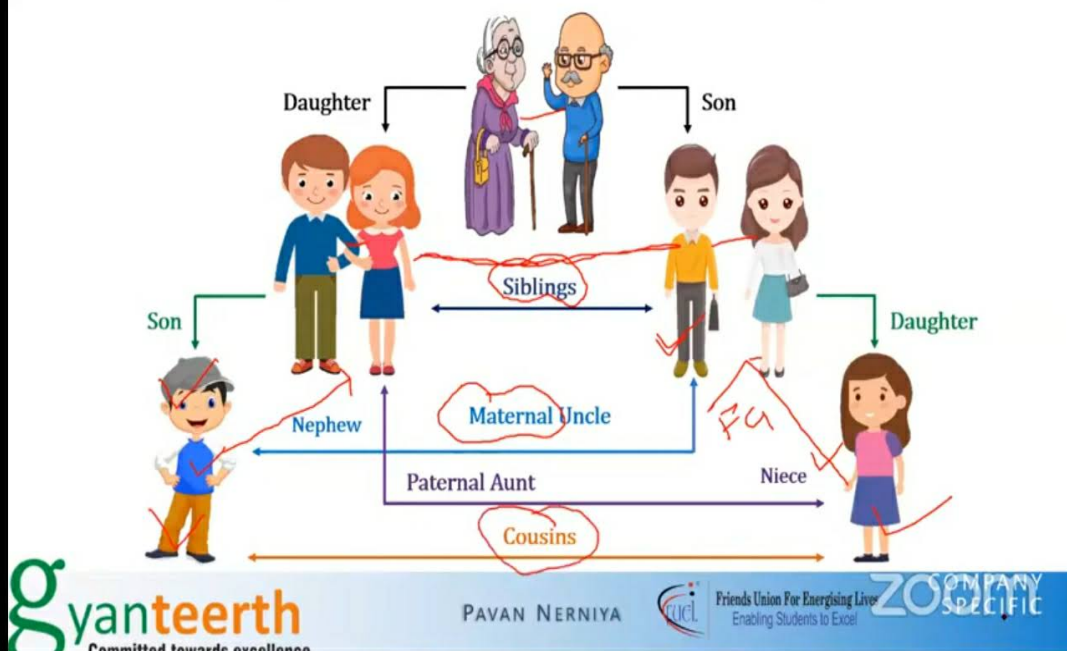 Daughter
Son
Siblings
Son
Daughter
Nephew
Maternal Uncle
FG
Paternal Aunt
Niece
Cousins
gyanteerth
Committed towards excellence
PAVAN NERNIYA
FUEL
Friends Union For Energising Lives
Enabling Students to Excel
zoom
COMPANY
SPECIFIC